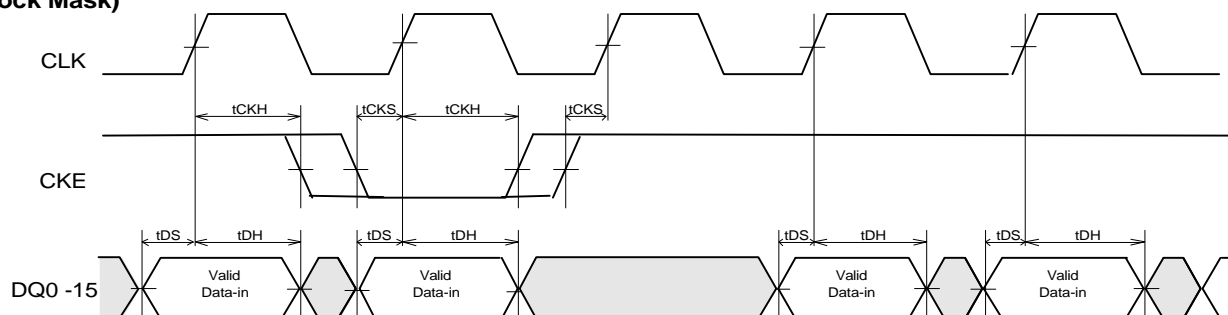 ock Mask)
CLK
tCKH tCKS tCKH tCKS
CKE
tDS tDH tDS tDH tDS tDH tDS tDH
DQ0 -15
Valid Data-in
Valid Data-in
Valid Data-in
Valid Data-in